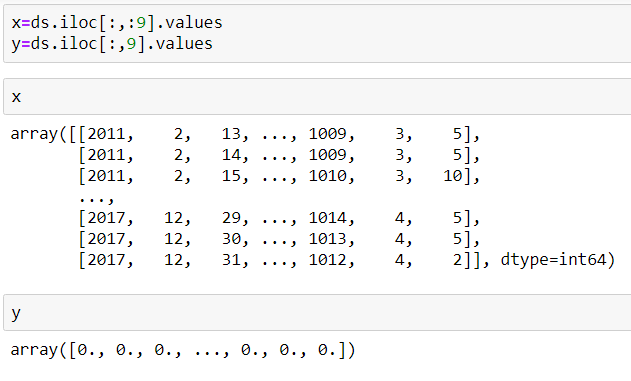 x=ds.iloc[:,:9].values
y=ds.iloc[:,9].values
x
array([[2011,    2,   13, ..., 1009,    3,    5],
       [2011,    2,   14, ..., 1009,    3,    5],
       [2011,    2,   15, ..., 1010,    3,   10],
       ...,
       [2017,   12,   29, ..., 1014,    4,    5],
       [2017,   12,   30, ..., 1013,    4,    5],
       [2017,   12,   31, ..., 1012,    4,    2]], dtype=int64)
y
array([0., 0., 0., ..., 0., 0., 0.])